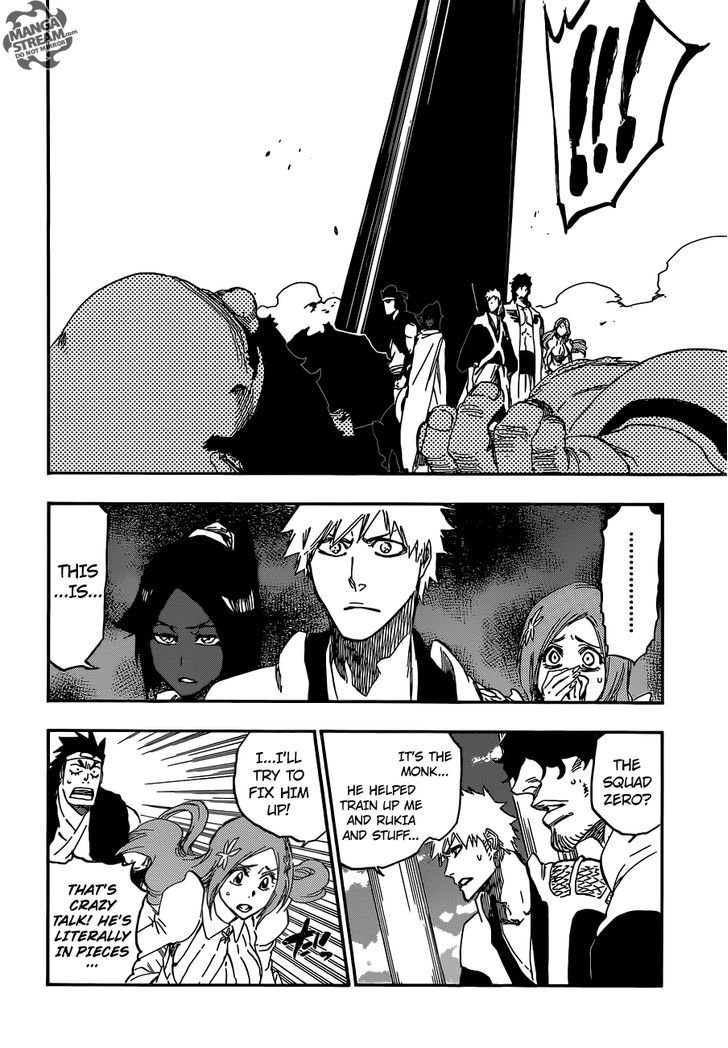 MANGA
STREAM.com
DO NOT MIRROR!
!!!
..........
THIS
...IS...
THE
SQUAD
ZERO?
IT'S THE
MONK...
HE HELPED
TRAIN UP ME
AND RUKIA
AND STUFF...
I...I'LL
TRY TO
FIX HIM
UP!
THAT'S
CRAZY
TALK! HE'S
LITERALLY
IN PIECES
...